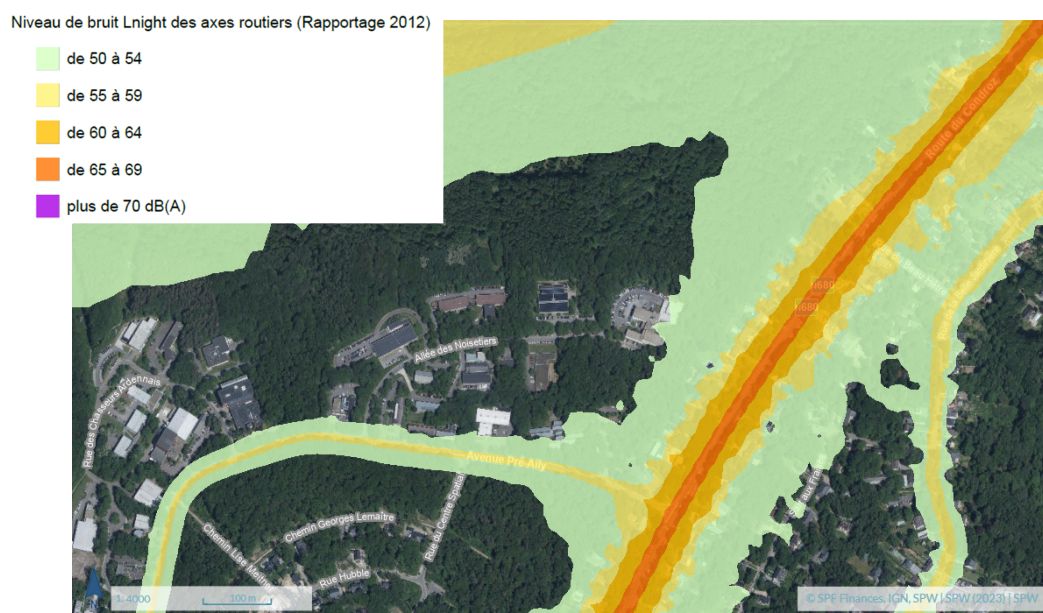 Niveau de bruit Lnight des axes routiers (Rapportage 2012)
de 50 à 54
de 55 à 59
de 60 à 64
de 65 à 69
plus de 70 dB(A)
Route du Condroz
N680
N680
Allée des Noisetiers
Rue des Chasseurs Ardennais
Avenue Pré-Aily
Rue du Centre Spatial
Chemin Georges Lemaître
Chemin Lise Meitner
Rue Hubble
1: 4000
100 m
© SPF Finances, IGN, SPW | SRW (2023) | SPW